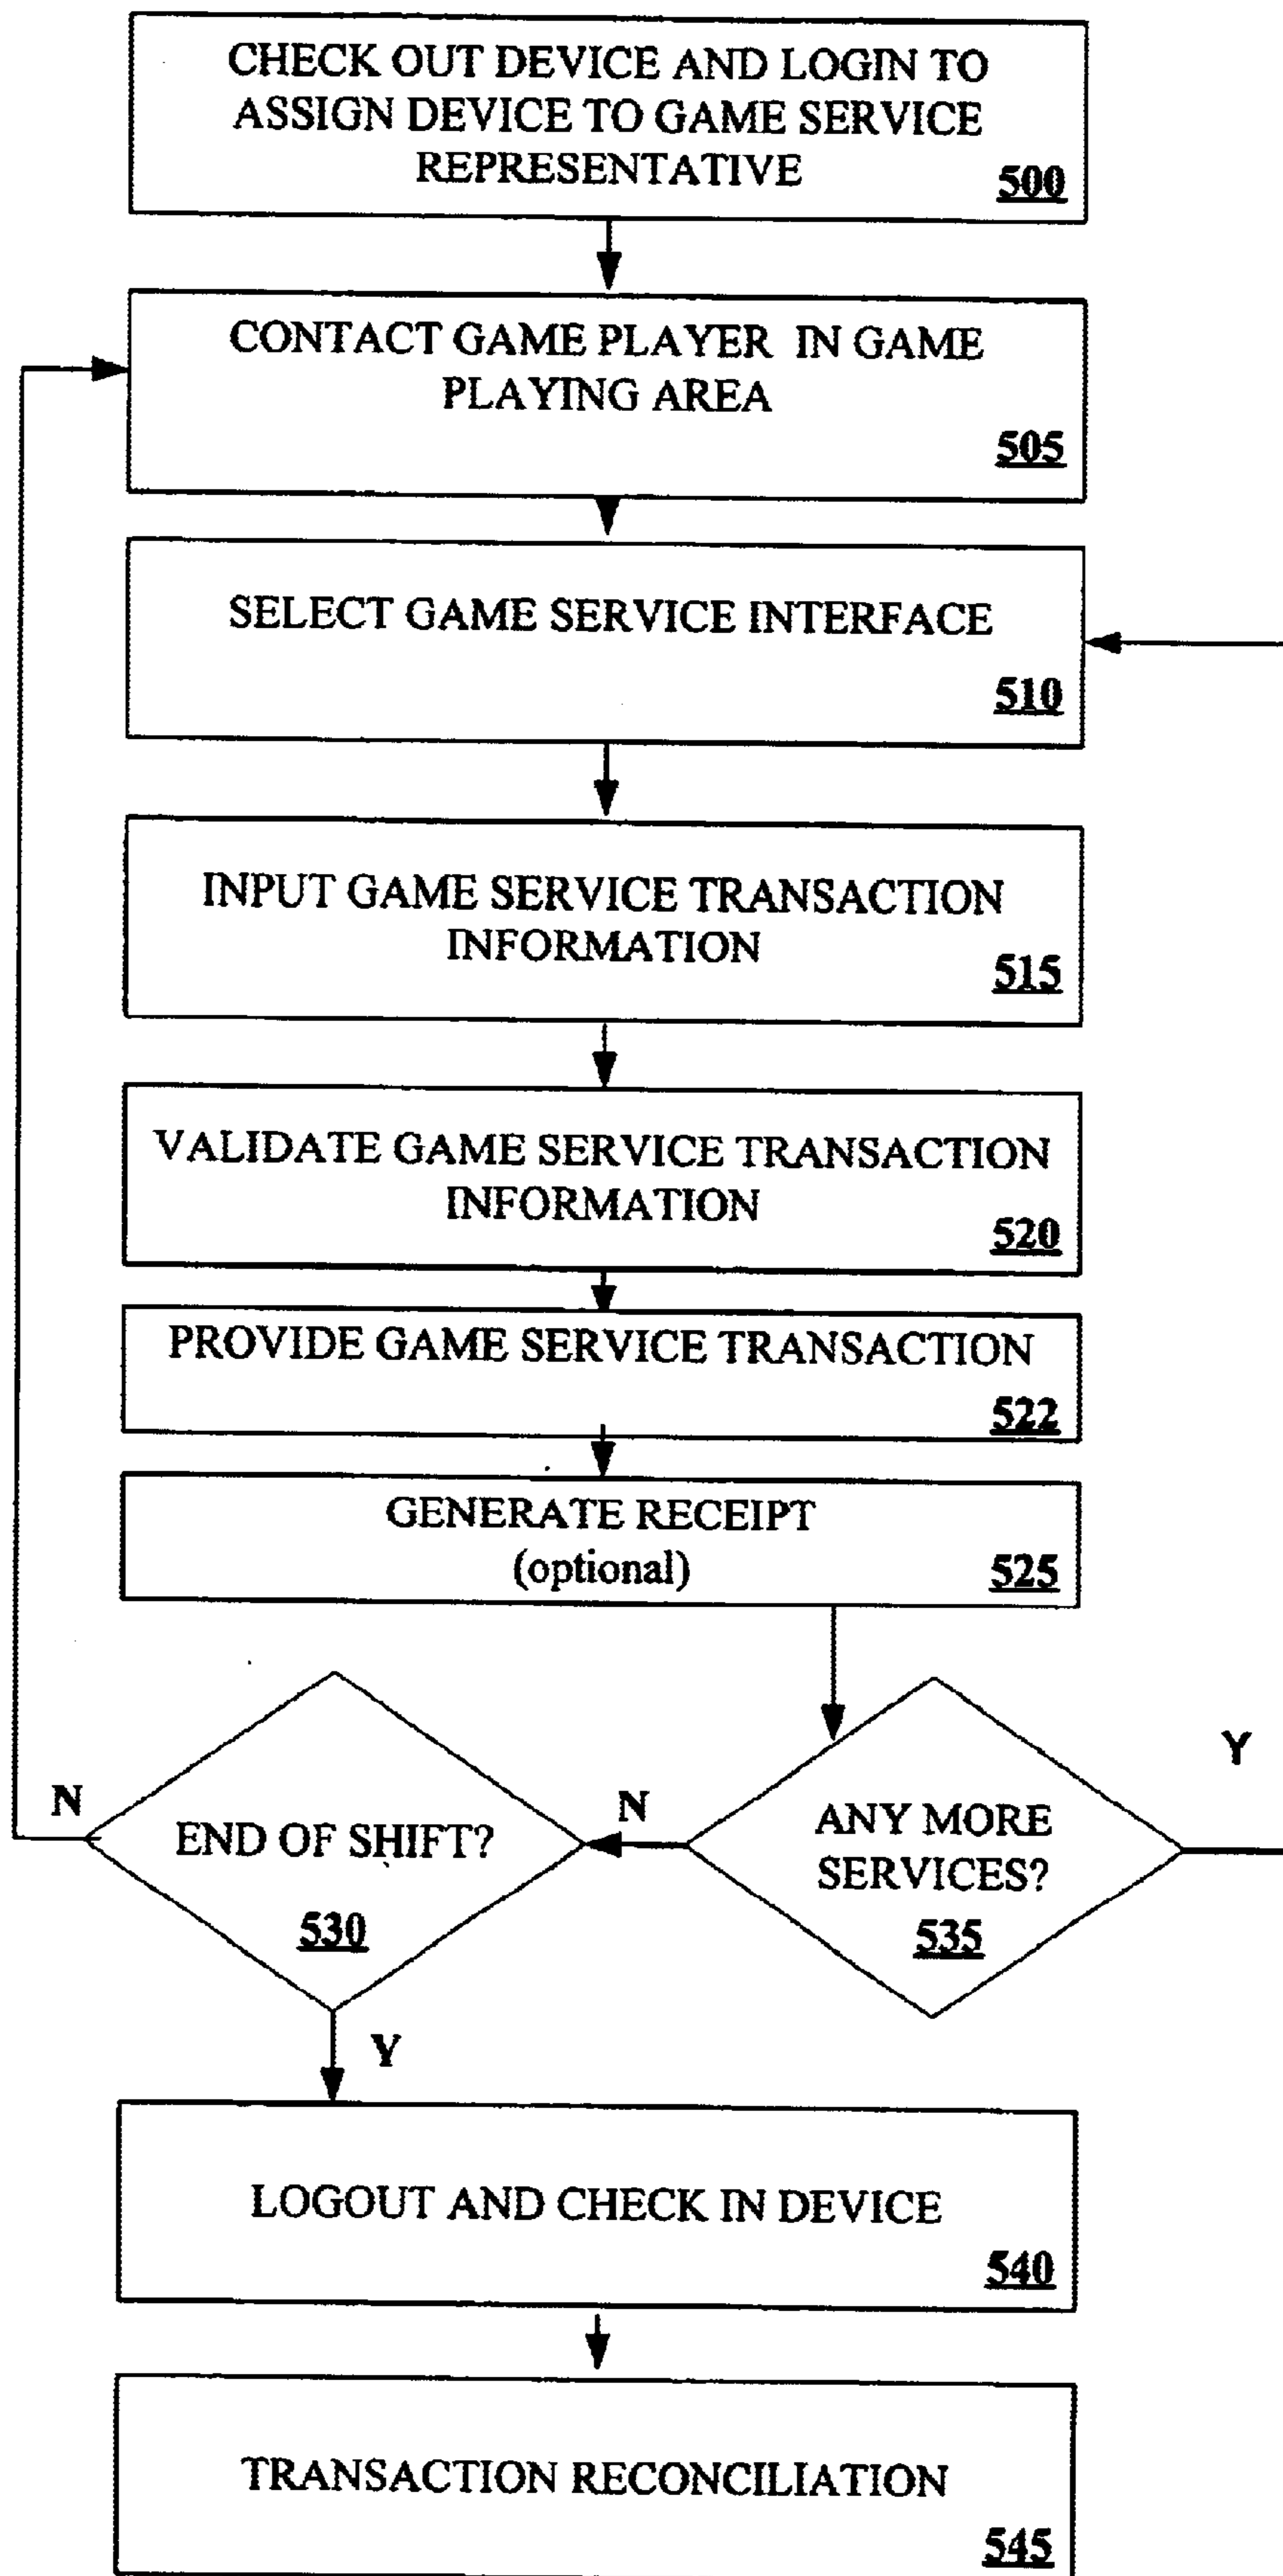 CHECK OUT DEVICE AND LOGIN TO
ASSIGN DEVICE TO GAME SERVICE
REPRESENTATIVE
500
CONTACT GAME PLAYER IN GAME
PLAYING AREA
505
SELECT GAME SERVICE INTERFACE
510
INPUT GAME SERVICE TRANSACTION
INFORMATION
515
VALIDATE GAME SERVICE TRANSACTION
INFORMATION
520
PROVIDE GAME SERVICE TRANSACTION
522
GENERATE RECEIPT
(optional)
525
N
END OF SHIFT?
530
N
ANY MORE
SERVICES?
535
Y
Y
LOGOUT AND CHECK IN DEVICE
540
TRANSACTION RECONCILIATION
545